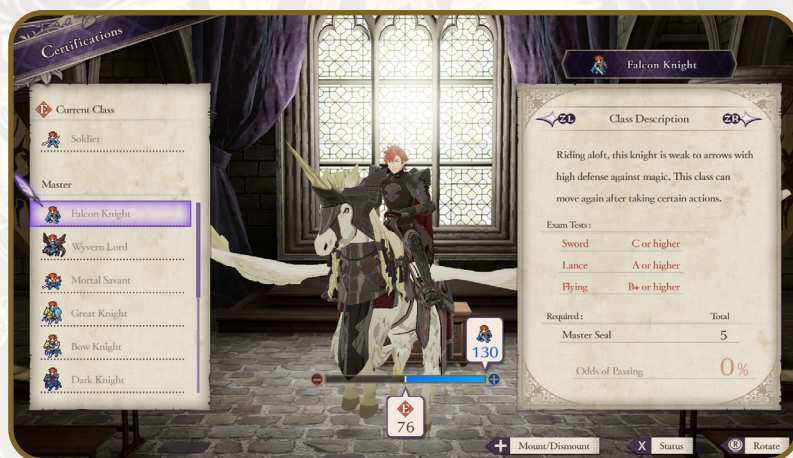 Certifications
E Current Class
Soldier
Master
Falcon Knight
Wyvern Lord
Mortal Savant
Great Knight
Bow Knight
Dark Knight
130
E
76
Falcon Knight
ZL Class Description ZR
Riding aloft, this knight is weak to arrows with
high defense against magic. This class can
move again after taking certain actions.
Exam Tests:
Sword C or higher
Lance A or higher
Flying B+ or higher
Required: Total
Master Seal 5
Odds of Passing 0%
+ Mount/Dismount X Status R Rotate